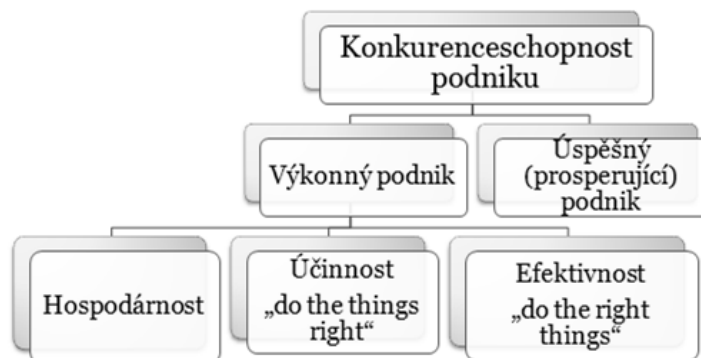 Konkurenceschopnost
podniku
Výkonný podnik
Úspěšný
(prosperující)
podnik
Hospodárnost
Účinnost
„do the things
right“
Efektivnost
„do the right
things“